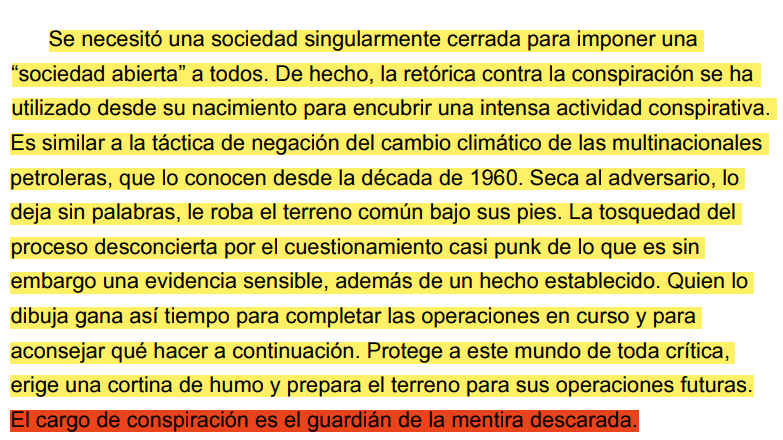 Se necesitó una sociedad singularmente cerrada para imponer una
“sociedad abierta” a todos. De hecho, la retórica contra la conspiración se ha
utilizado desde su nacimiento para encubrir una intensa actividad conspirativa.
Es similar a la táctica de negación del cambio climático de las multinacionales
petroleras, que lo conocen desde la década de 1960. Seca al adversario, lo
deja sin palabras, le roba el terreno común bajo sus pies. La tosquedad del
proceso desconcierta por el cuestionamiento casi punk de lo que es sin
embargo una evidencia sensible, además de un hecho establecido. Quien lo
dibuja gana así tiempo para completar las operaciones en curso y para
aconsejar qué hacer a continuación. Protege a este mundo de toda crítica,
erige una cortina de humo y prepara el terreno para sus operaciones futuras.
El cargo de conspiración es el guardián de la mentira descarada.